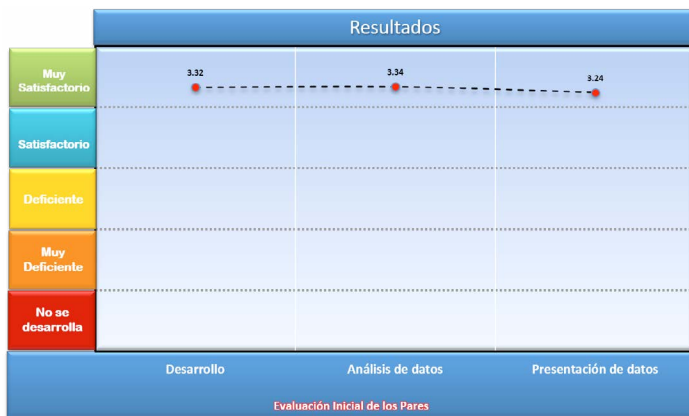 Resultados
Muy
Satisfactorio
3.32
3.34
3.24
Satisfactorio
Deficiente
Muy
Deficiente
No se
desarrolla
Desarrollo
Análisis de datos
Presentación de datos
Evaluación Inicial de los Pares